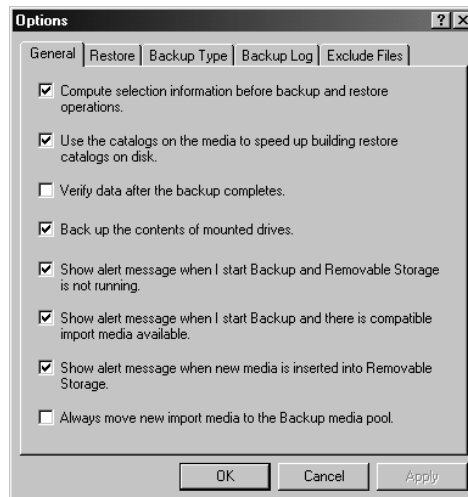 Options
General Restore Backup Type Backup Log Exclude Files
Compute selection information before backup and restore
operations.
Use the catalogs on the media to speed up building restore
catalogs on disk.
Verify data after the backup completes.
Back up the contents of mounted drives.
Show alert message when I start Backup and Removable Storage
is not running.
Show alert message when I start Backup and there is compatible
import media available.
Show alert message when new media is inserted into Removable
Storage.
Always move new import media to the Backup media pool.
OK Cancel Apply